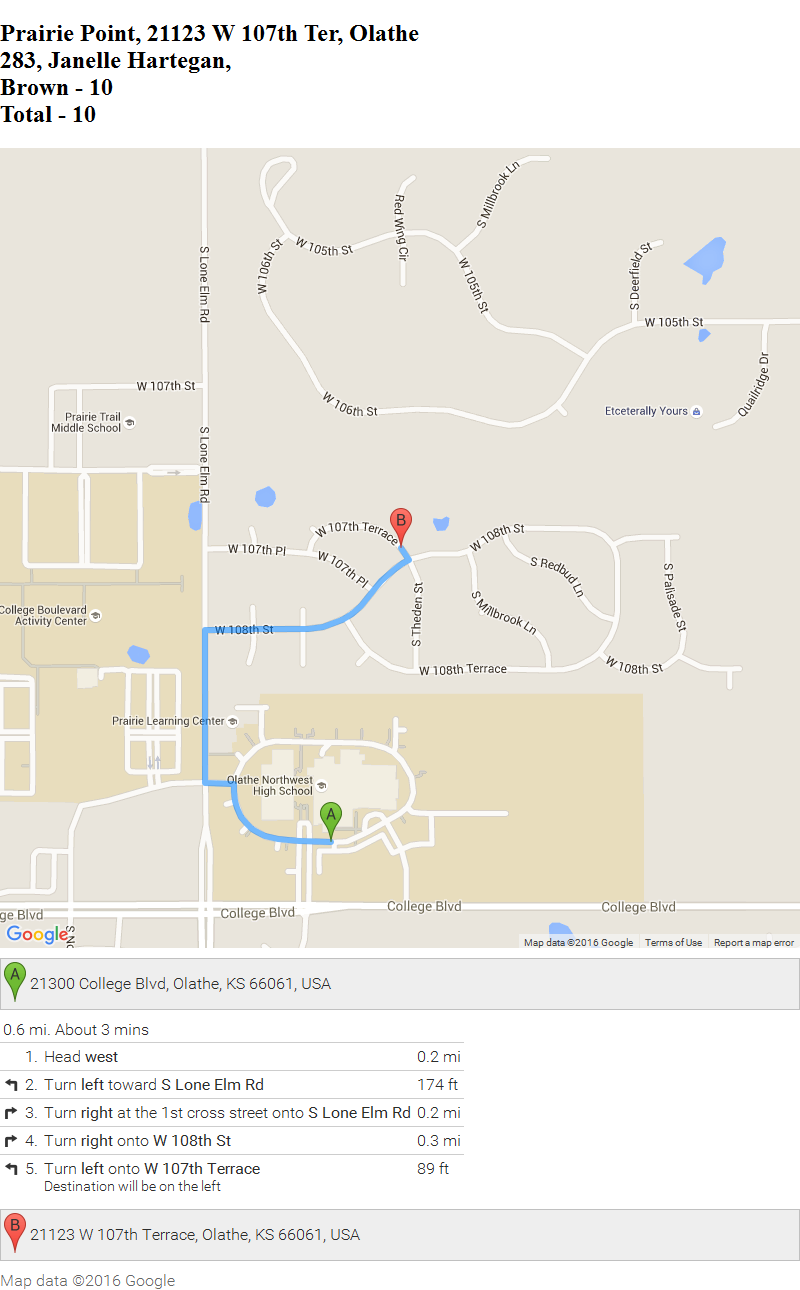 Prairie Point, 21123 W 107th Ter, Olathe
283, Janelle Hartegan,
Brown - 10
Total - 10
S Millbrook Ln
Red Wing Cir
W 105th St
W 106th St
S Lone Elm Rd
W 105th St
S Deerfield St
W 105th St
Quailridge Dr
W 107th St
W 106th St
Etceterally Yours
Prairie Trail
Middle School
S Lone Elm Rd
B
W 107th Terrace
W 108th St
W 107th Pl
W 107th Pl
S Redbud Ln
S Palisade St
S Theden St
S Millbrook Ln
College Boulevard
Activity Center
W 108th St
W 108th Terrace
W 108th St
Prairie Learning Center
Olathe Northwest
High School
A
College Blvd
College Blvd
College Blvd
ge Blvd
Google
Map data ©2016 Google
Terms of Use
Report a map error
A
21300 College Blvd, Olathe, KS 66061, USA
0.6 mi. About 3 mins
1. Head west 0.2 mi
2. Turn left toward S Lone Elm Rd 174 ft
3. Turn right at the 1st cross street onto S Lone Elm Rd 0.2 mi
4. Turn right onto W 108th St 0.3 mi
5. Turn left onto W 107th Terrace 89 ft
Destination will be on the left
B
21123 W 107th Terrace, Olathe, KS 66061, USA
Map data ©2016 Google